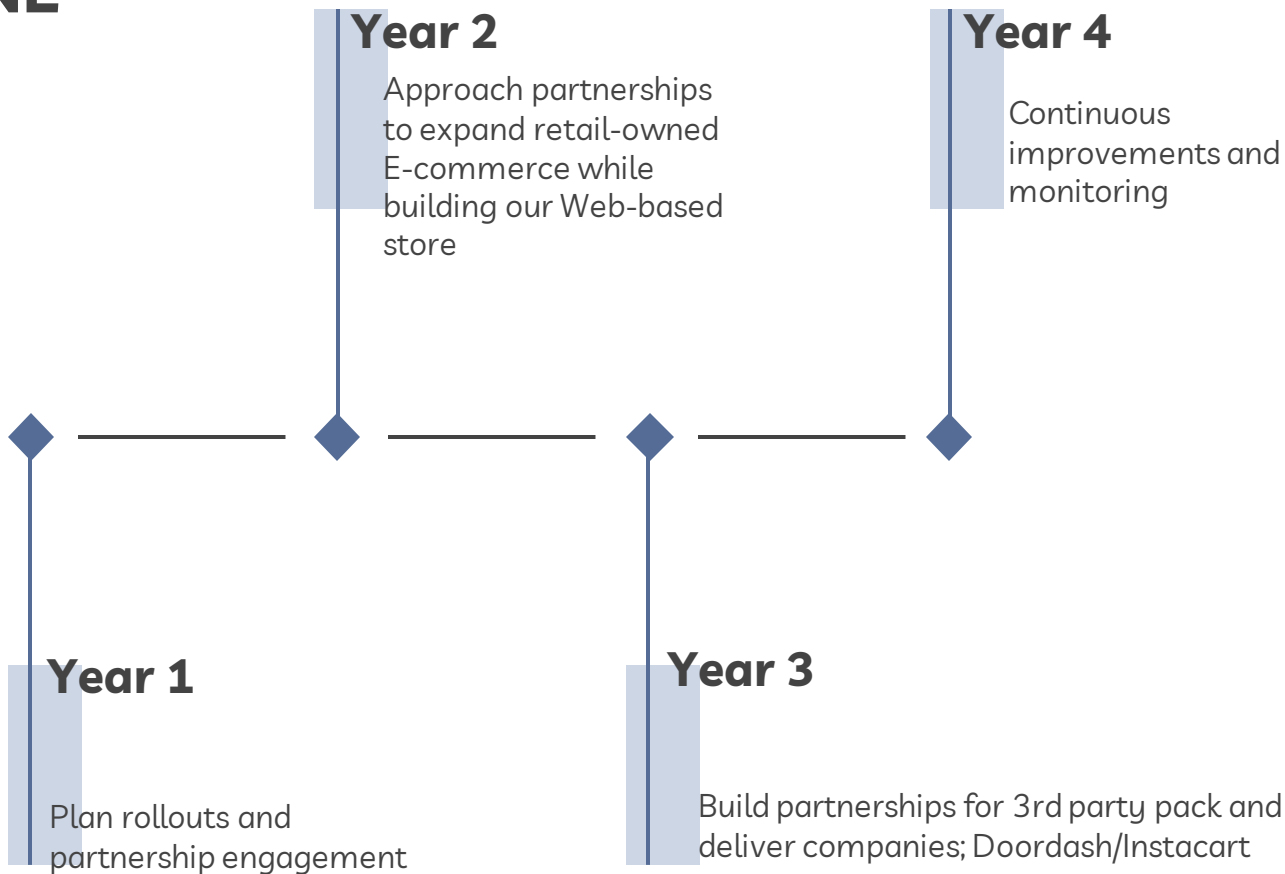 NE
Year 2
Approach partnerships
to expand retail-owned
E-commerce while
building our Web-based
store
Year 4
Continuous
improvements and
monitoring
Year 1
Plan rollouts and
partnership engagement
Year 3
Build partnerships for 3rd party pack and
deliver companies; Doordash/Instacart